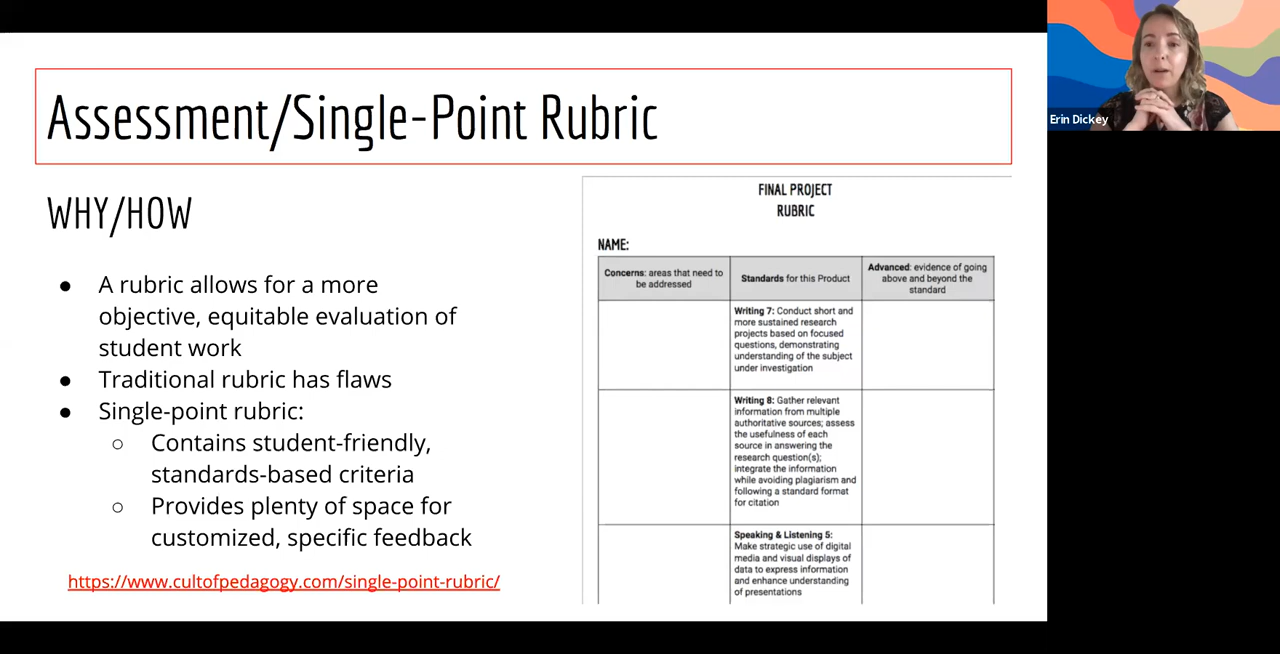 Assessment/Single-Point Rubric
WHY/HOW
● A rubric allows for a more
objective, equitable evaluation of
student work
● Traditional rubric has flaws
● Single-point rubric:
○ Contains student-friendly,
standards-based criteria
○ Provides plenty of space for
customized, specific feedback
https://www.cultofpedagogy.com/single-point-rubric/
FINAL PROJECT
RUBRIC
NAME:
Concerns: areas that need to
be addressed
Standards for this Product
Advanced: evidence of going
above and beyond the
standard
Writing 7: Conduct short and
more sustained research
projects based on focused
questions, demonstrating
understanding of the subject
under investigation
Writing 8: Gather relevant
information from multiple
authoritative sources; assess
the usefulness of each
source in answering the
research question(s);
integrate the information
while avoiding plagiarism and
following a standard format
for citation
Speaking & Listening 5:
Make strategic use of digital
media and visual displays of
data to express information
and enhance understanding
of presentations
Erin Dickey